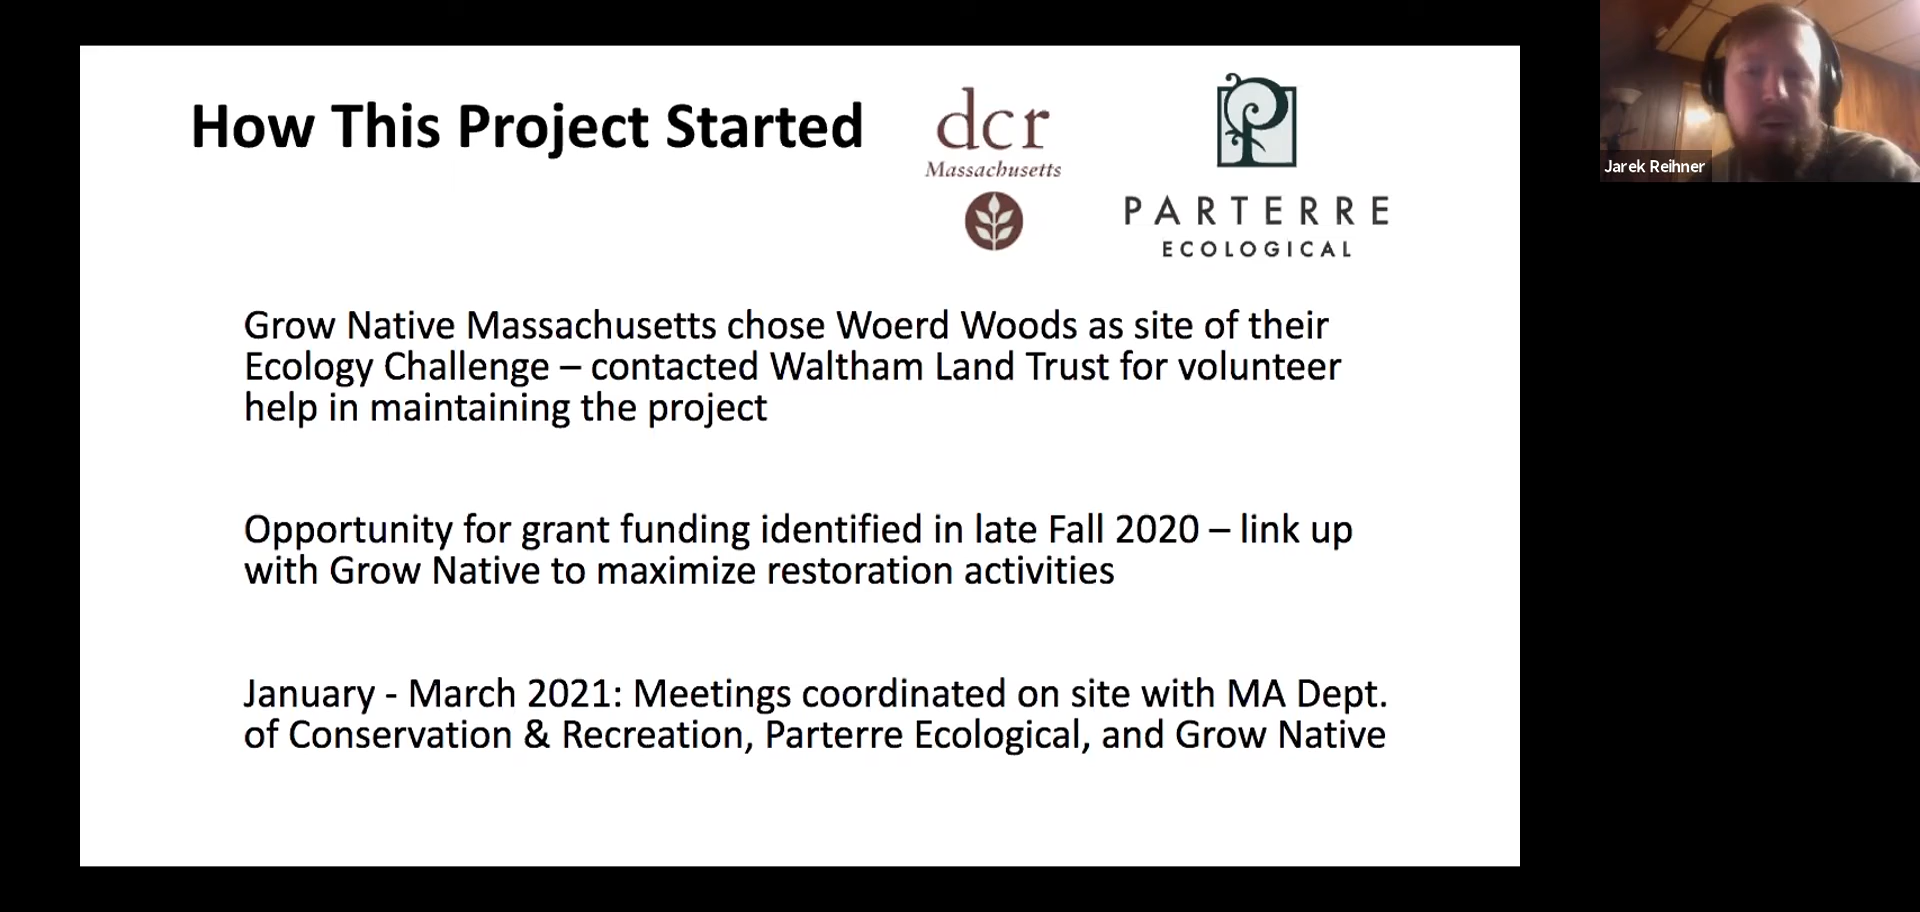 How This Project Started
dcr
Massachusetts
PARTERRE
ECOLOGICAL
Jarek Reihner
Grow Native Massachusetts chose Woerd Woods as site of their
Ecology Challenge – contacted Waltham Land Trust for volunteer
help in maintaining the project
Opportunity for grant funding identified in late Fall 2020 – link up
with Grow Native to maximize restoration activities
January - March 2021: Meetings coordinated on site with MA Dept.
of Conservation & Recreation, Parterre Ecological, and Grow Native